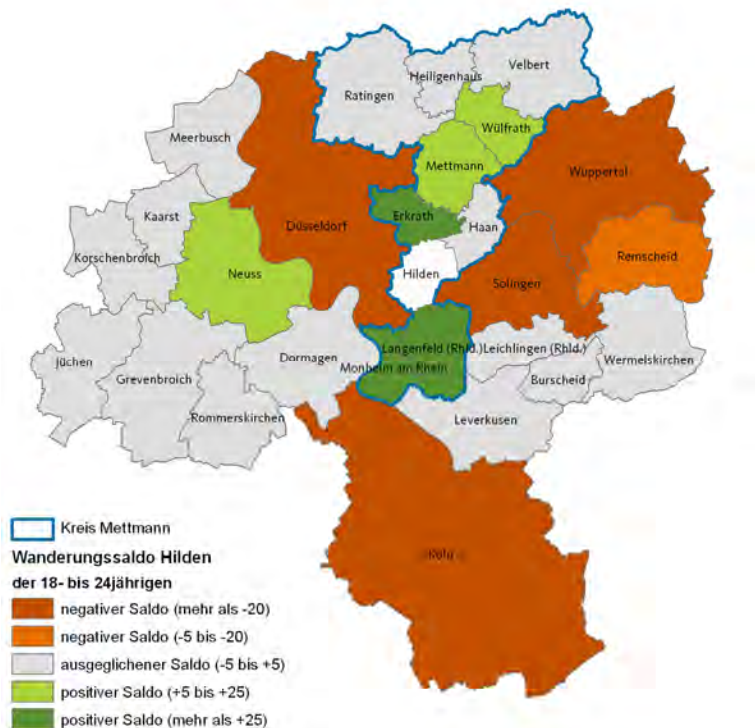 Velbert
Heiligenhaus
Ratingen
Wülfrath
Meerbusch
Mettmann
Wuppertal
Kaarst
Erkrath
Haan
Düsseldorf
Korschenbroich
Remscheid
Neuss
Hilden
Solingen
Langenfeld (Rhld.)
Leichlingen (Rhld.)
Dormagen
Wermelskirchen
Jüchen
Monheim am Rhein
Grevenbroich
Burscheid
Rommerskirchen
Leverkusen
Köln
Kreis Mettmann
Wanderungssaldo Hilden
der 18- bis 24jährigen
negativer Saldo (mehr als -20)
negativer Saldo (-5 bis -20)
ausgeglichener Saldo (-5 bis +5)
positiver Saldo (+5 bis +25)
positiver Saldo (mehr als +25)